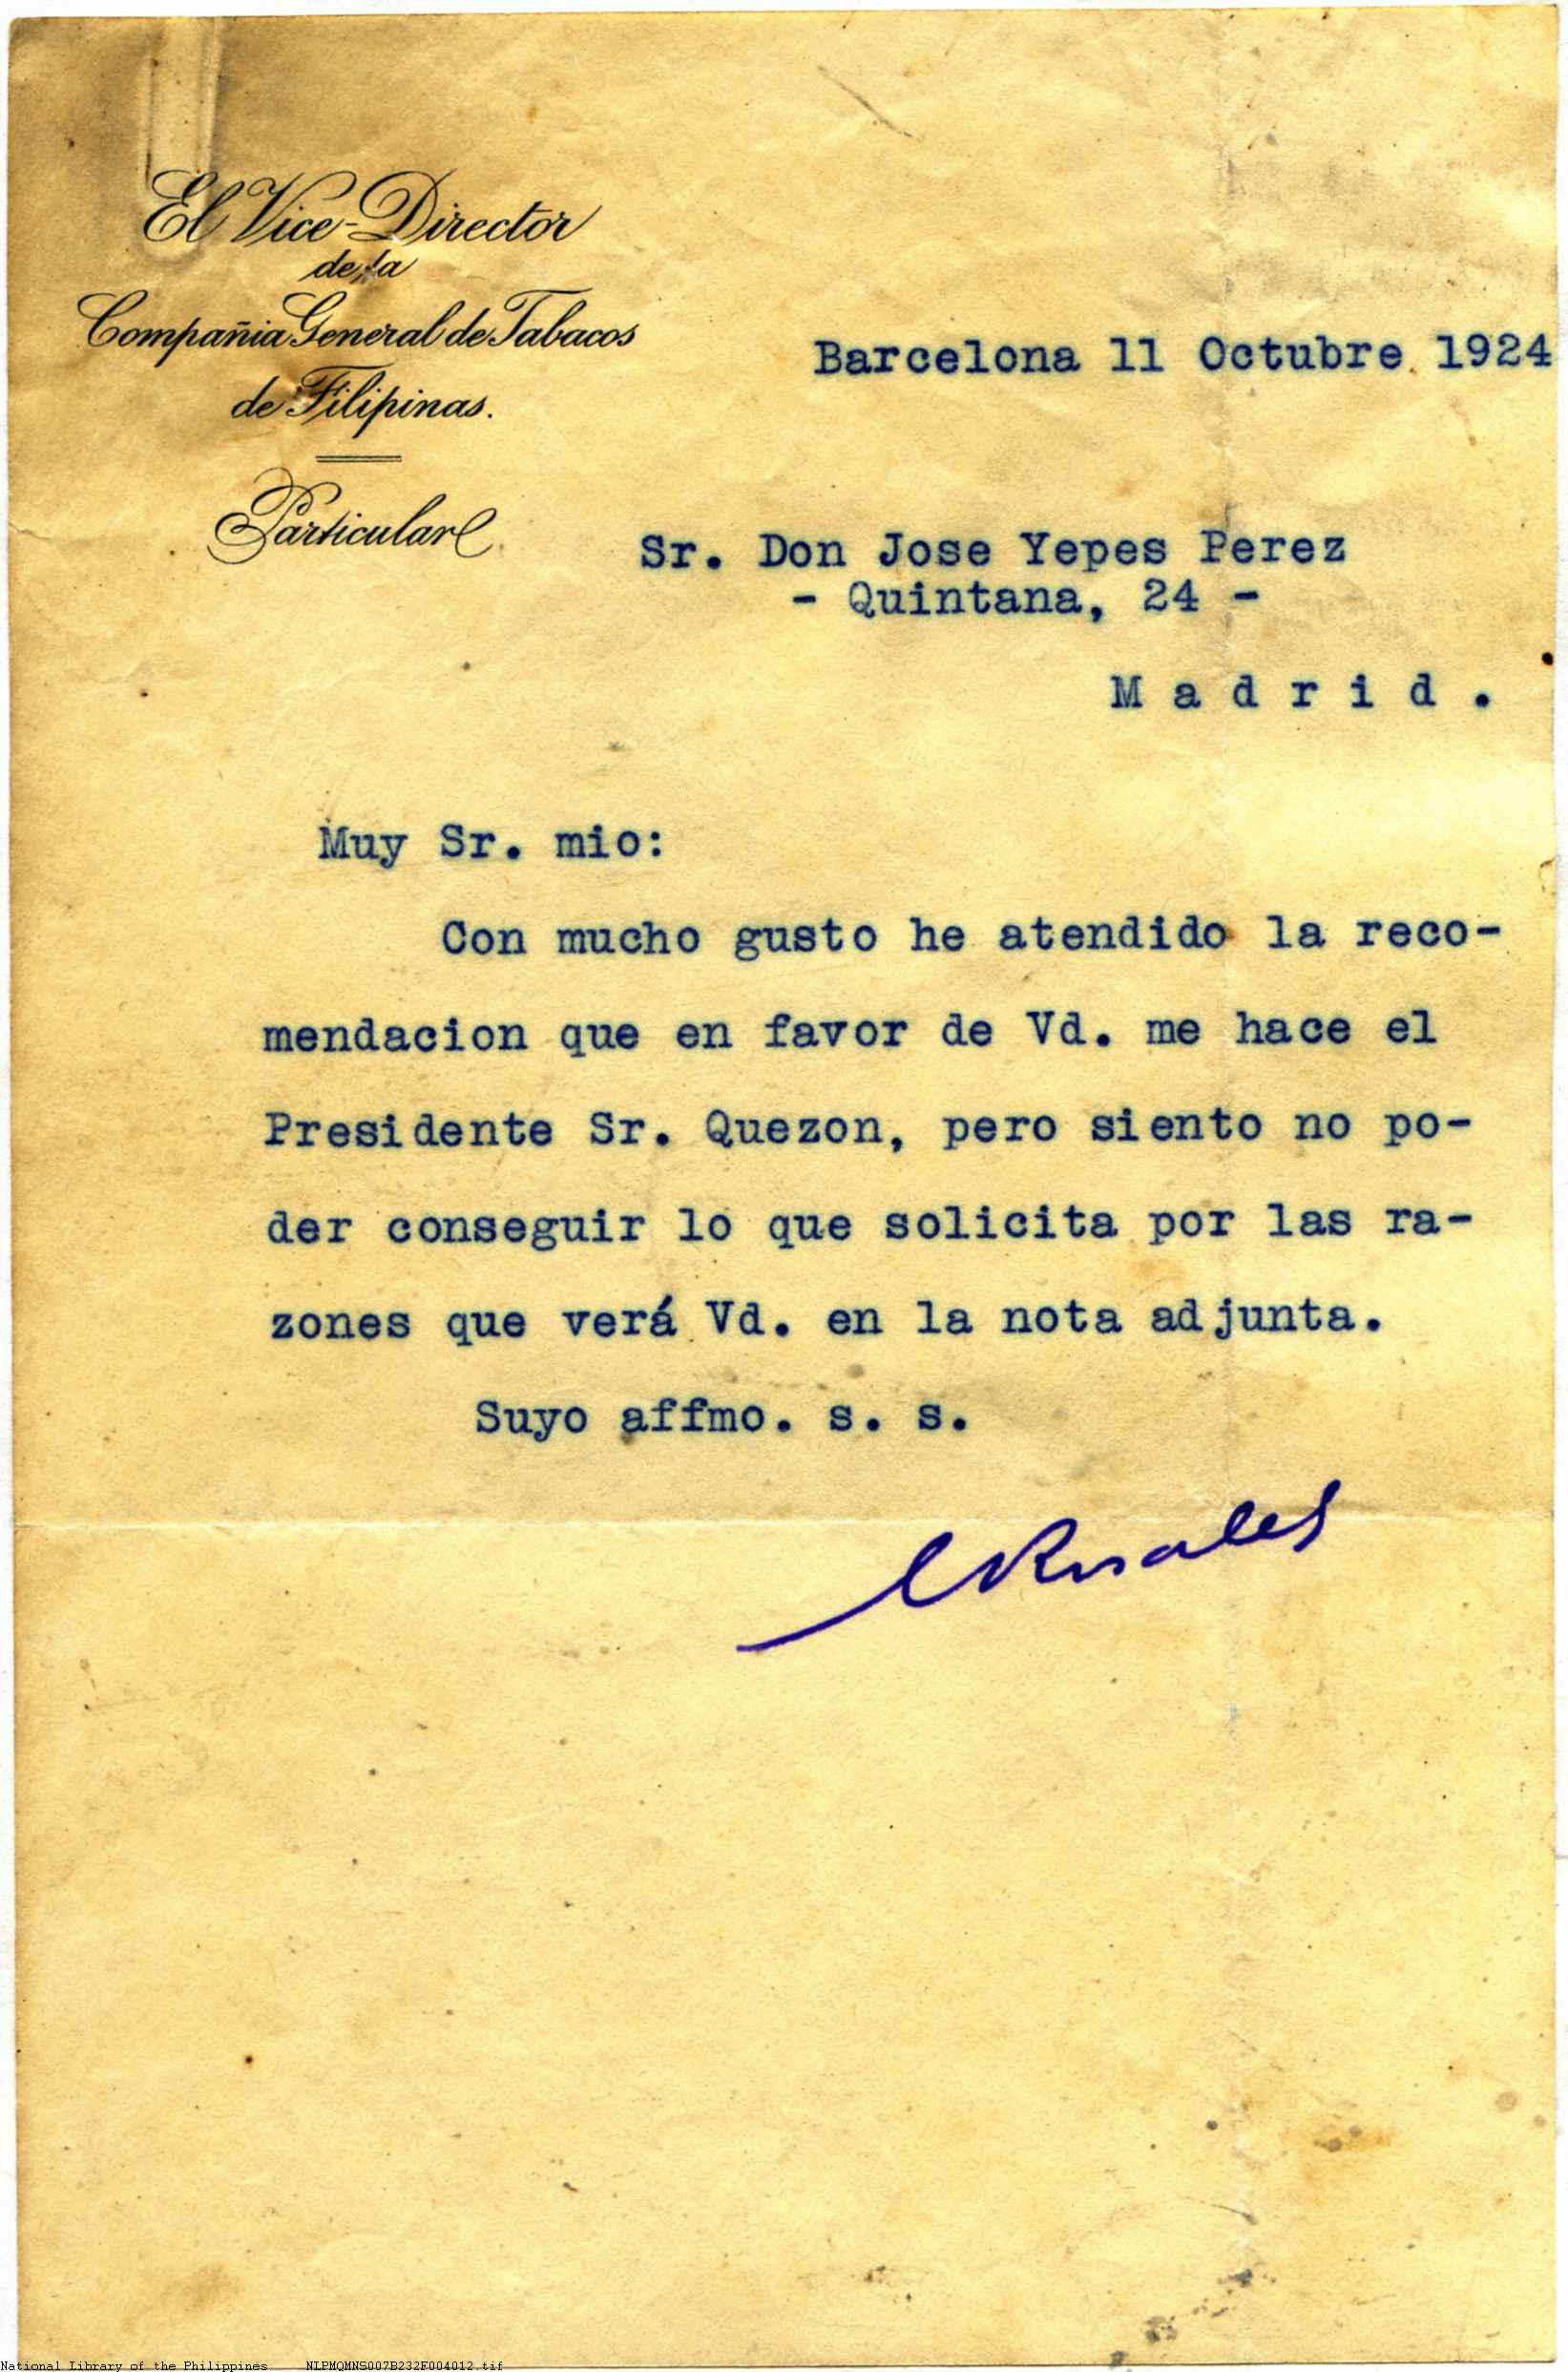 El Vice-Director
de la
Compañia General de Tabacos
de Filipinas.
Particular
Barcelona 11 Octubre 1924
Sr. Don Jose Yepes Perez
- Quintana, 24 -
Madrid.
Muy Sr. mio:
Con mucho gusto he atendido la reco-
mendacion que en favor de Vd. me hace el
Presidente Sr. Quezon, pero siento no po-
der conseguir lo que solicita por las ra-
zones que verá Vd. en la nota adjunta.
Suyo affmo. s. s.
Rosales
National Library of the Philippines NLPMQMNS007B232F004012.tif